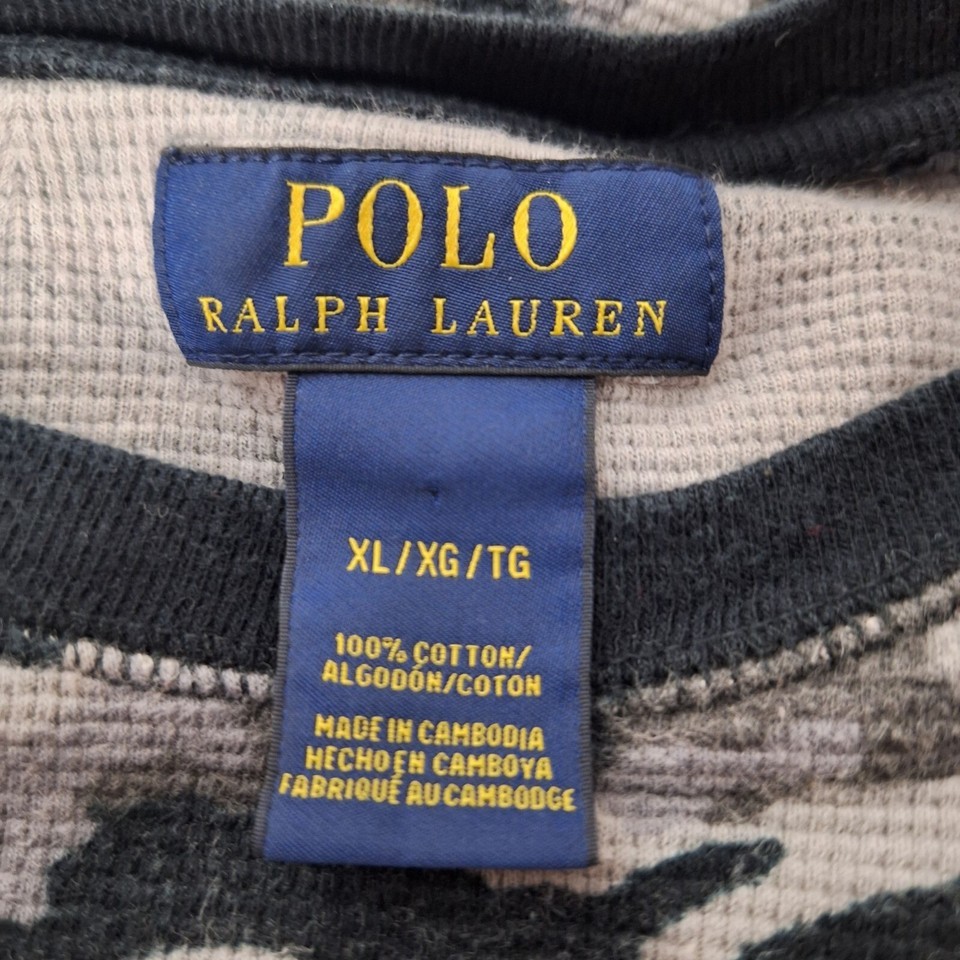 POLO
RALPH LAUREN
XL/XG/TG
100% COTTON/
ALGODÓN/COTON
MADE IN CAMBODIA
HECHO EN CAMBOYA
FABRIQUÉ AU CAMBODGE